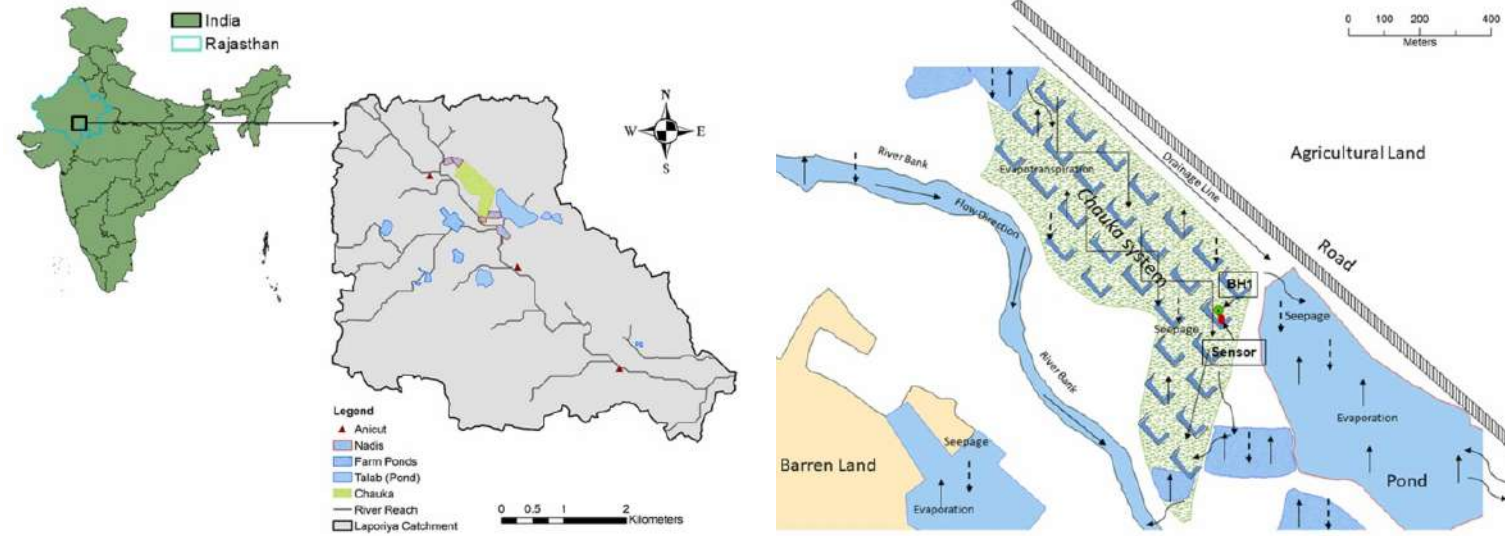 India
Rajasthan
N
W E
S
Legend
Anicut
Nadis
Farm Ponds
Talab (Pond)
Chauka
River Reach
Laporiya Catchment
0 0.5 1 2
Kilometers
0 100 200 400
Meters
Agricultural Land
River Bank
Evapotranspiration
Drainage Line
Flow Direction
Chauka system
Road
BH1
Seepage
Seepage
Sensor
River Bank
Evaporation
Seepage
Barren Land
Pond
Evaporation